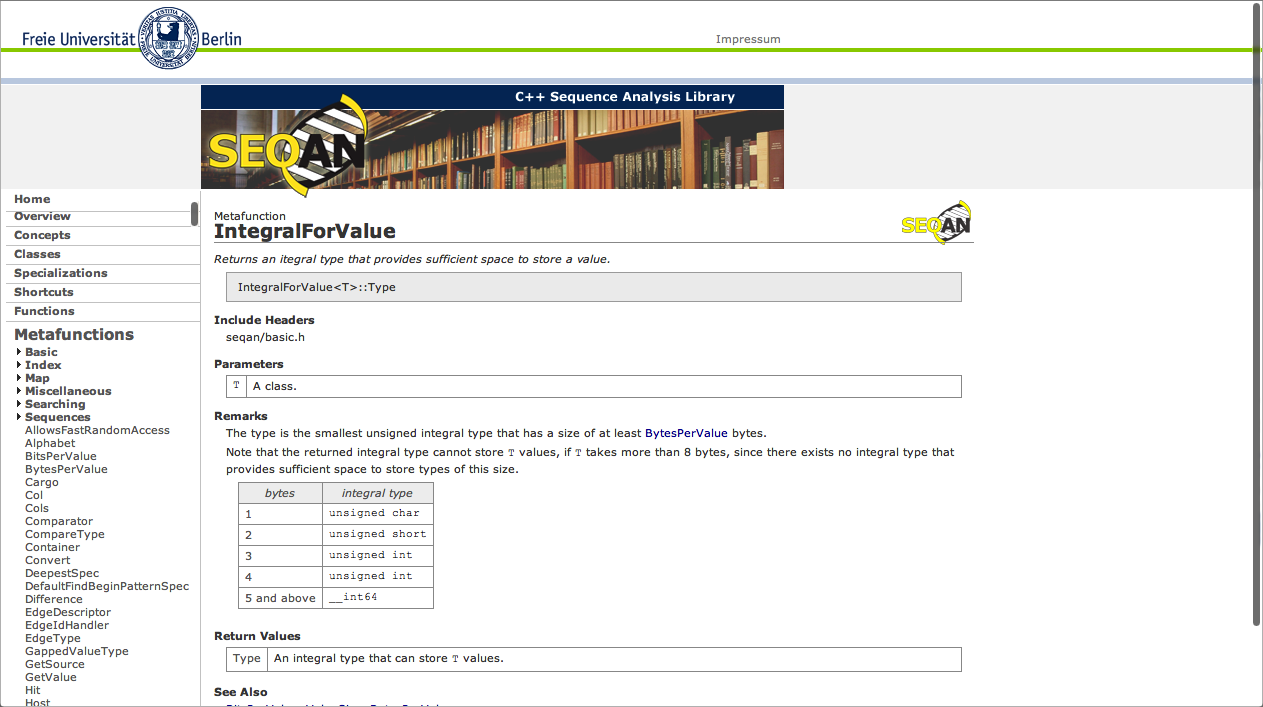 Freie Universität Berlin
Impressum
C++ Sequence Analysis Library
SEQAN
Home
Overview
Concepts
Classes
Specializations
Shortcuts
Functions
Metafunctions
Basic
Index
Map
Miscellaneous
Searching
Sequences
AllowsFastRandomAccess
Alphabet
BitsPerValue
BytesPerValue
Cargo
Col
Cols
Comparator
CompareType
Container
Convert
DeepestSpec
DefaultFindBeginPatternSpec
Difference
EdgeDescriptor
EdgeIdHandler
EdgeType
GappedValueType
GetSource
GetValue
Hit
Host
Metafunction
IntegralForValue
SEQAN
Returns an itegral type that provides sufficient space to store a value.
IntegralForValue<T>::Type
Include Headers
seqan/basic.h
Parameters
T A class.
Remarks
The type is the smallest unsigned integral type that has a size of at least BytesPerValue bytes.
Note that the returned integral type cannot store T values, if T takes more than 8 bytes, since there exists no integral type that
provides sufficient space to store types of this size.
bytes integral type
1 unsigned char
2 unsigned short
3 unsigned int
4 unsigned int
5 and above __int64
Return Values
Type An integral type that can store T values.
See Also